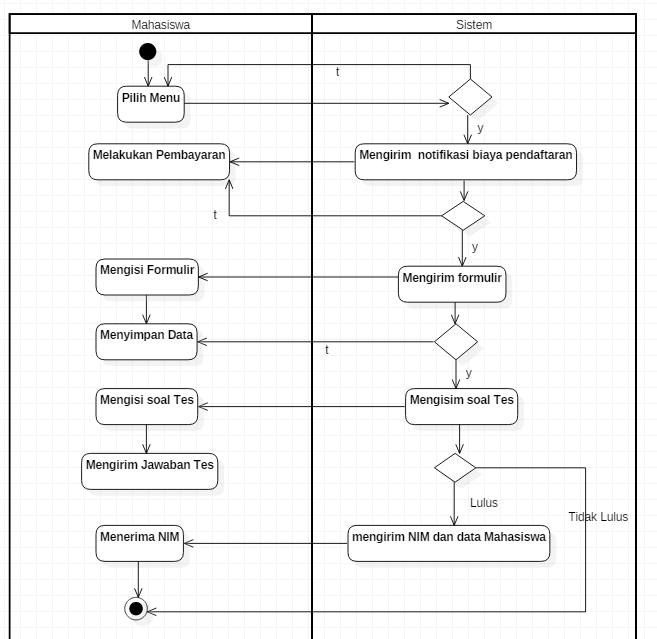 Mahasiswa
Sistem
t
Pilih Menu
y
Melakukan Pembayaran
Mengirim notifikasi biaya pendaftaran
t
y
Mengisi Formulir
Mengirim formulir
Menyimpan Data
t
y
Mengisi soal Tes
Mengisim soal Tes
Mengirim Jawaban Tes
Lulus
Tidak Lulus
Menerima NIM
mengirim NIM dan data Mahasiswa